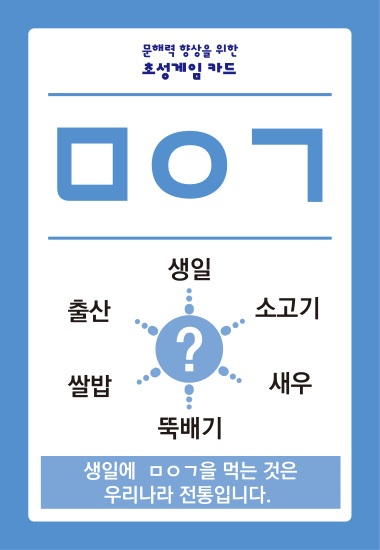 문해력 향상을 위한
초성게임 카드
ㅁㅇㄱ
생일
출산
소고기
?
쌀밥
새우
뚝배기
생일에 ㅁㅇㄱ을 먹는 것은
우리나라 전통입니다.